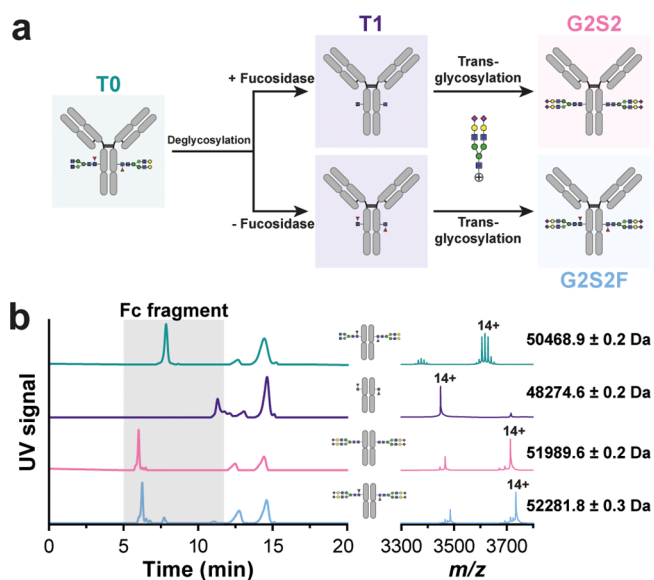 a
T1
G2S2
T0
+ Fucosidase
Trans-
glycosylation
Deglycosylation
- Fucosidase
Trans-
glycosylation
G2S2F
b
Fc fragment
UV signal
14+
50468.9 ± 0.2 Da
14+
48274.6 ± 0.2 Da
14+
51989.6 ± 0.2 Da
14+
52281.8 ± 0.3 Da
0 5 10 15 20
3300 3500 3700
Time (min)
m/z